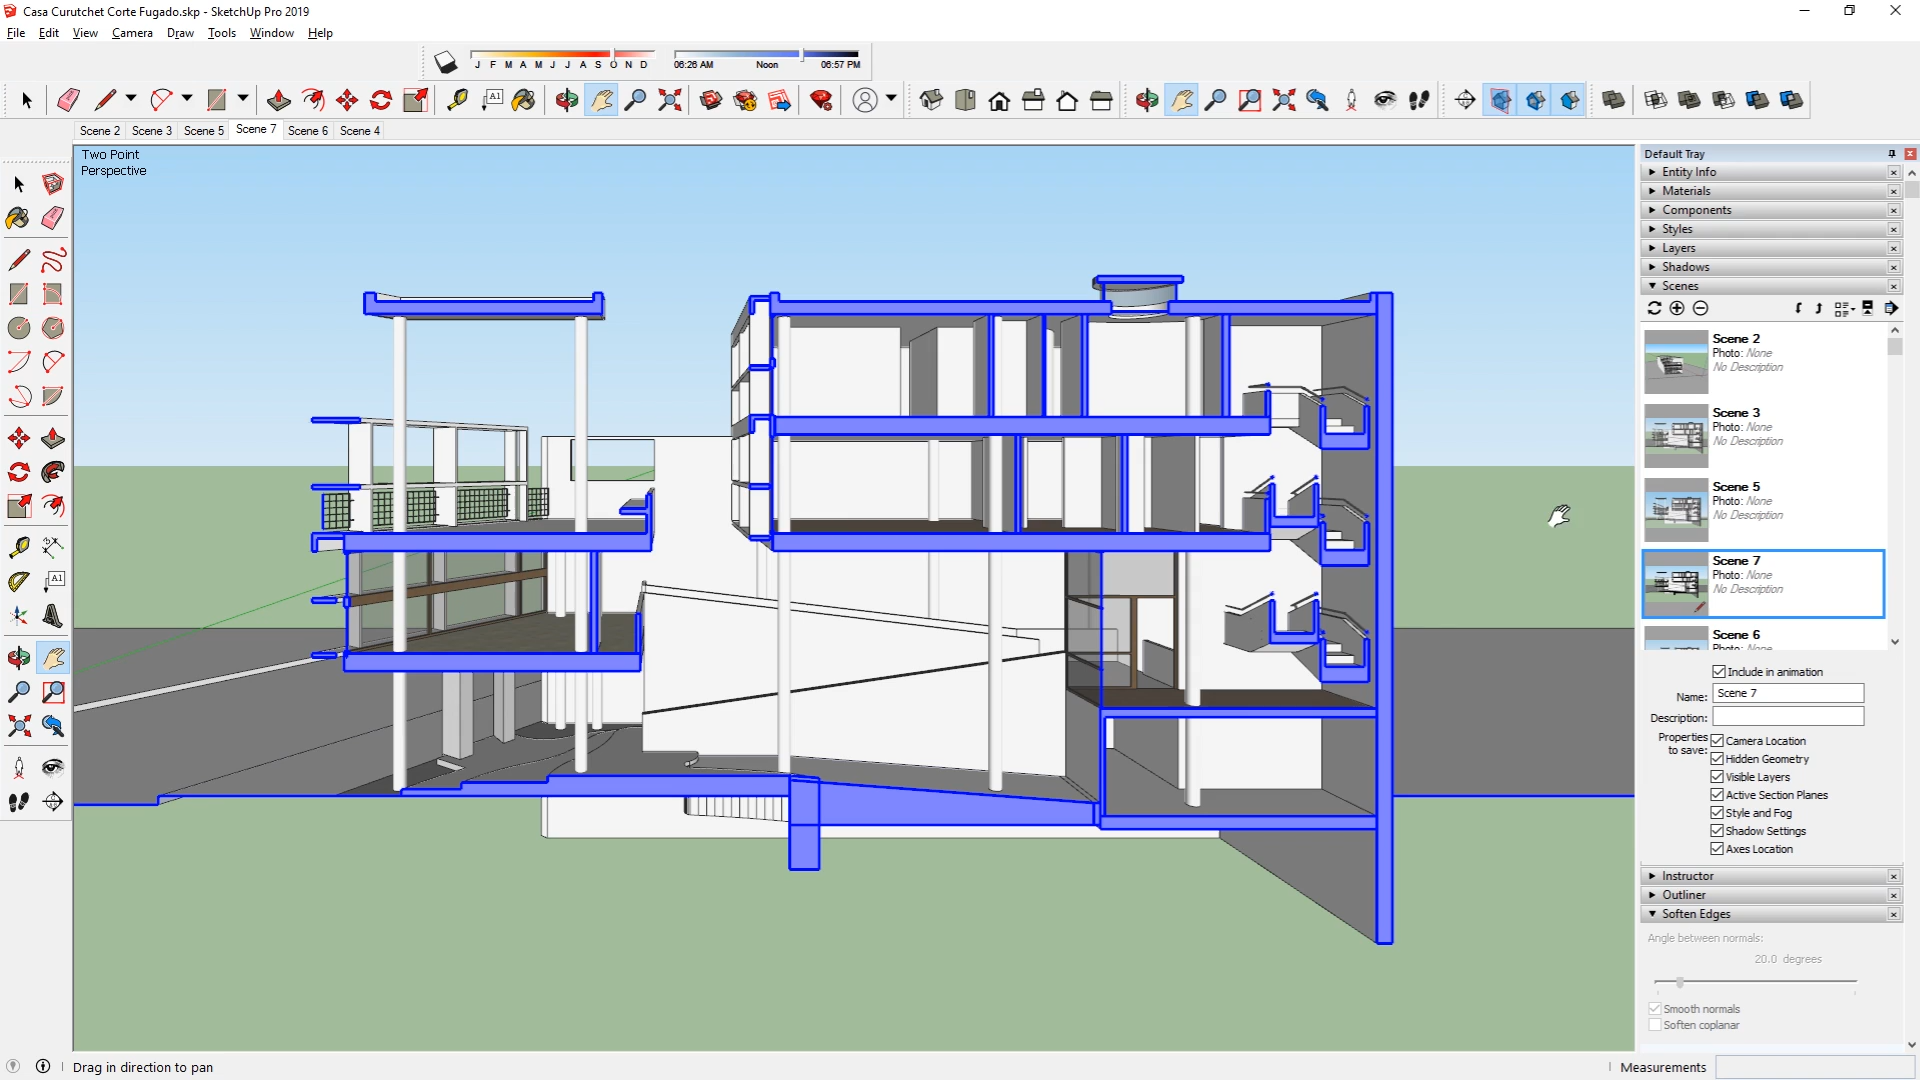 Casa Curutchet Corte Fugado.skp - SketchUp Pro 2019
File Edit View Camera Draw Tools Window Help
J F M A M J J A S O N D
06:26 AM Noon 06:57 PM
A1
Scene 2 Scene 3 Scene 5 Scene 7 Scene 6 Scene 4
Two Point
Perspective
A1
Default Tray
Entity Info
Materials
Components
Styles
Layers
Shadows
Scenes
Scene 2
Photo: None
No Description
Scene 3
Photo: None
No Description
Scene 5
Photo: None
No Description
Scene 7
Photo: None
No Description
Scene 6
Photo: None
Include in animation
Name: Scene 7
Description:
Properties to save:
Camera Location
Hidden Geometry
Visible Layers
Active Section Planes
Style and Fog
Shadow Settings
Axes Location
Instructor
Outliner
Soften Edges
Angle between normals:
20.0 degrees
Smooth normals
Soften coplanar
Drag in direction to pan
Measurements